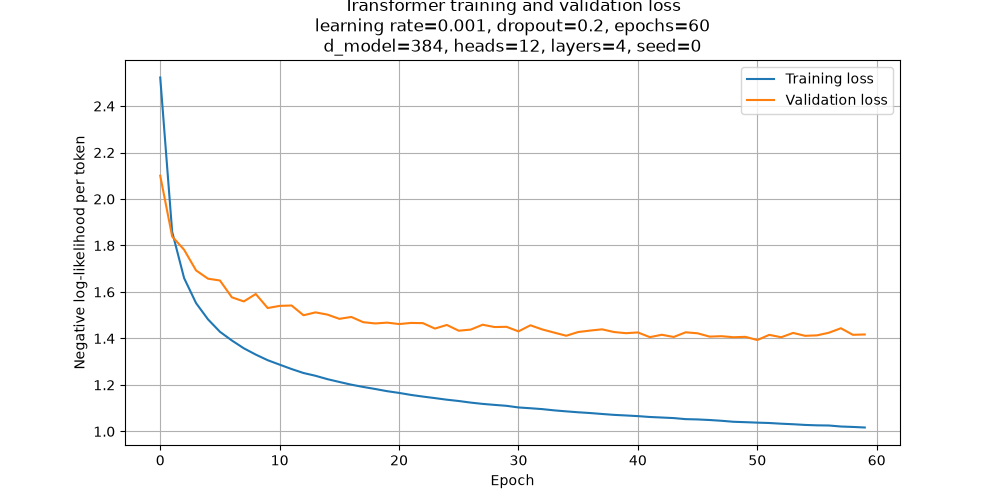 Transformer training and validation loss
learning rate=0.001, dropout=0.2, epochs=60
d_model=384, heads=12, layers=4, seed=0
Training loss
Validation loss
Negative log-likelihood per token
2.4
2.2
2.0
1.8
1.6
1.4
1.2
1.0
0 10 20 30 40 50 60
Epoch